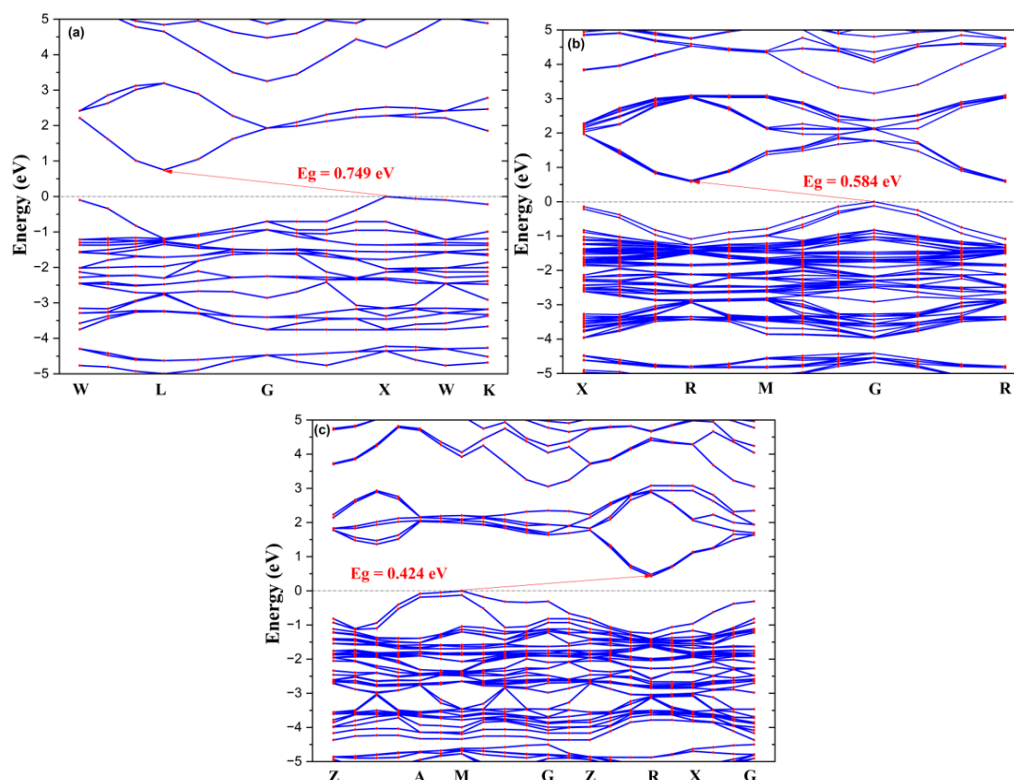 (a)
Energy (eV)
5
4
3
2
1
0
−1
−2
−3
−4
−5
Eg = 0.749 eV
W L G X W K
(b)
Energy (eV)
5
4
3
2
1
0
−1
−2
−3
−4
−5
Eg = 0.584 eV
X R M G R
(c)
Energy (eV)
5
4
3
2
1
0
−1
−2
−3
−4
−5
Eg = 0.424 eV
Z A M G Z R X G